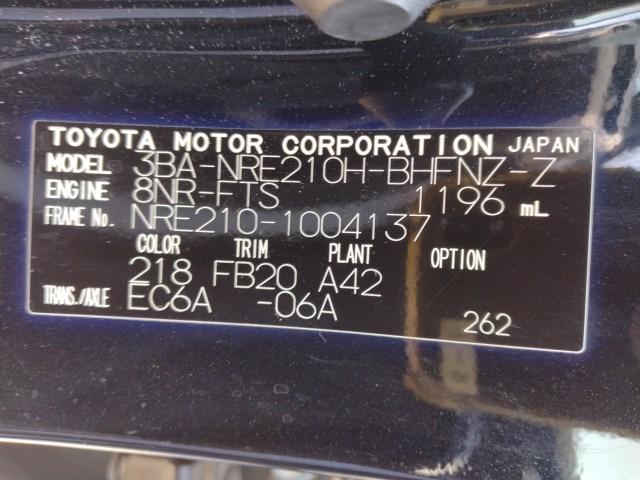 TOYOTA MOTOR CORPORATION JAPAN
MODEL 3BA-NRE210H-BHFNZ-Z
ENGINE 8NR-FTS 1196 mL
FRAME No. NRE210-1004137
COLOR TRIM PLANT OPTION
218 FB20 A42
TRANS./AXLE EC6A -06A
262